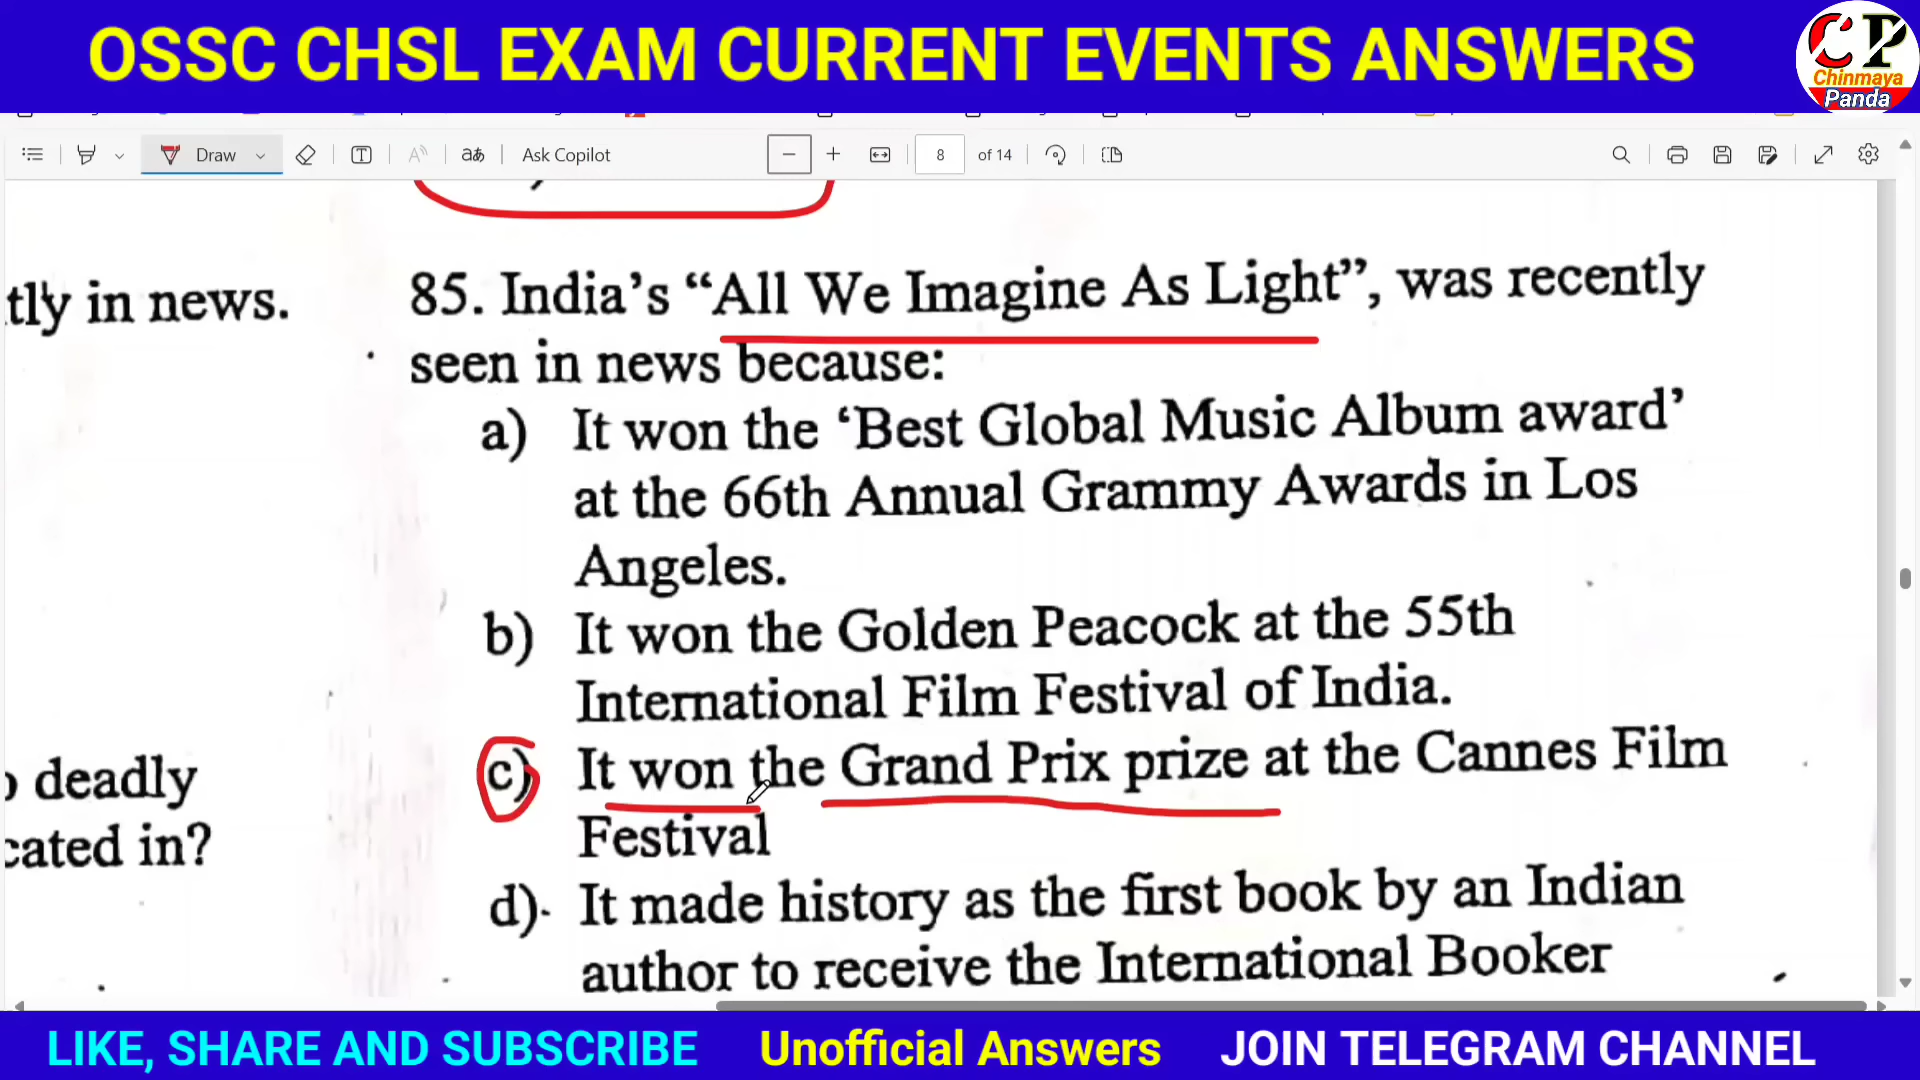 OSSC CHSL EXAM CURRENT EVENTS ANSWERS
CP
Chinmaya
Panda
Draw
Ask Copilot
8 of 14
tly in news.
85. India's “All We Imagine As Light”, was recently
seen in news because:
a) It won the ‘Best Global Music Album award’
at the 66th Annual Grammy Awards in Los
Angeles.
b) It won the Golden Peacock at the 55th
International Film Festival of India.
c) It won the Grand Prix prize at the Cannes Film
Festival
deadly
cated in?
d) It made history as the first book by an Indian
author to receive the International Booker
LIKE, SHARE AND SUBSCRIBE Unofficial Answers JOIN TELEGRAM CHANNEL